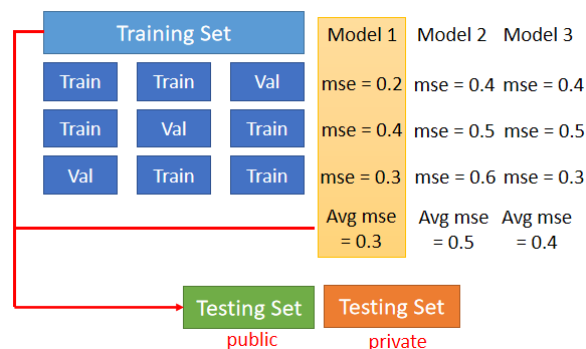 Training Set Model 1 Model 2 Model 3
Train Train Val mse = 0.2 mse = 0.4 mse = 0.4
Train Val Train mse = 0.4 mse = 0.5 mse = 0.5
Val Train Train mse = 0.3 mse = 0.6 mse = 0.3
Avg mse Avg mse Avg mse
= 0.3 = 0.5 = 0.4
Testing Set Testing Set
public private